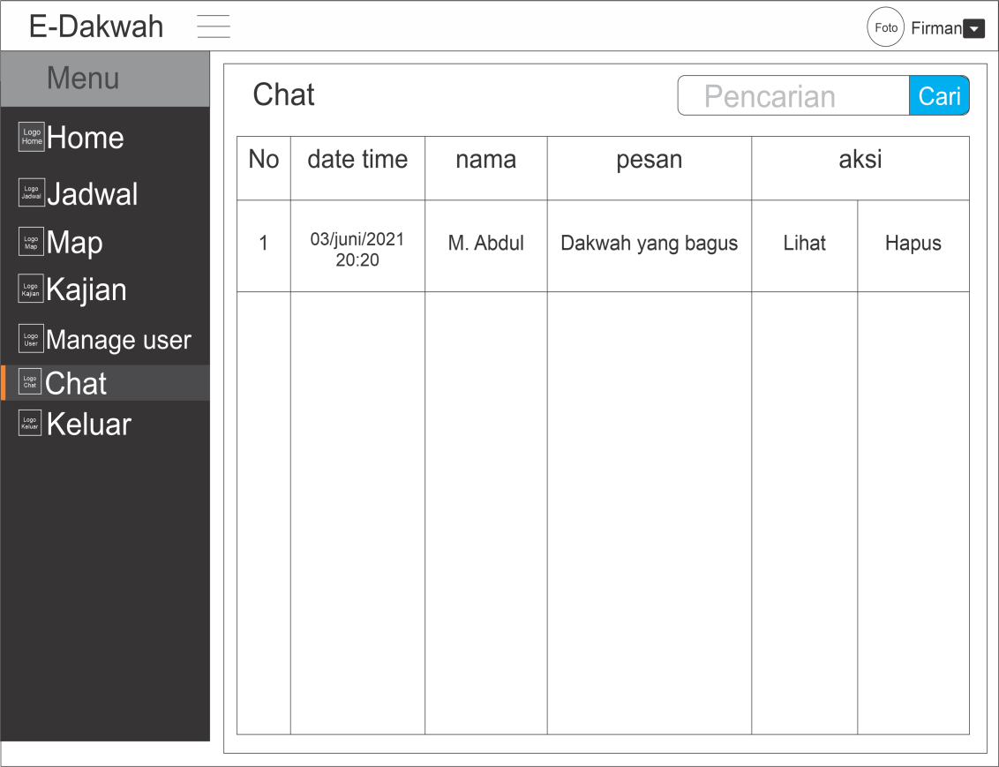 E-Dakwah
Foto
Firman
Menu
Logo
Home
Home
Logo
Jadwal
Jadwal
Logo
Map
Map
Logo
Kajian
Kajian
Logo
User
Manage user
Logo
Chat
Chat
Logo
Keluar
Keluar
Chat
Pencarian
Cari
No
date time
nama
pesan
aksi
1
03/juni/2021
20:20
M. Abdul
Dakwah yang bagus
Lihat
Hapus